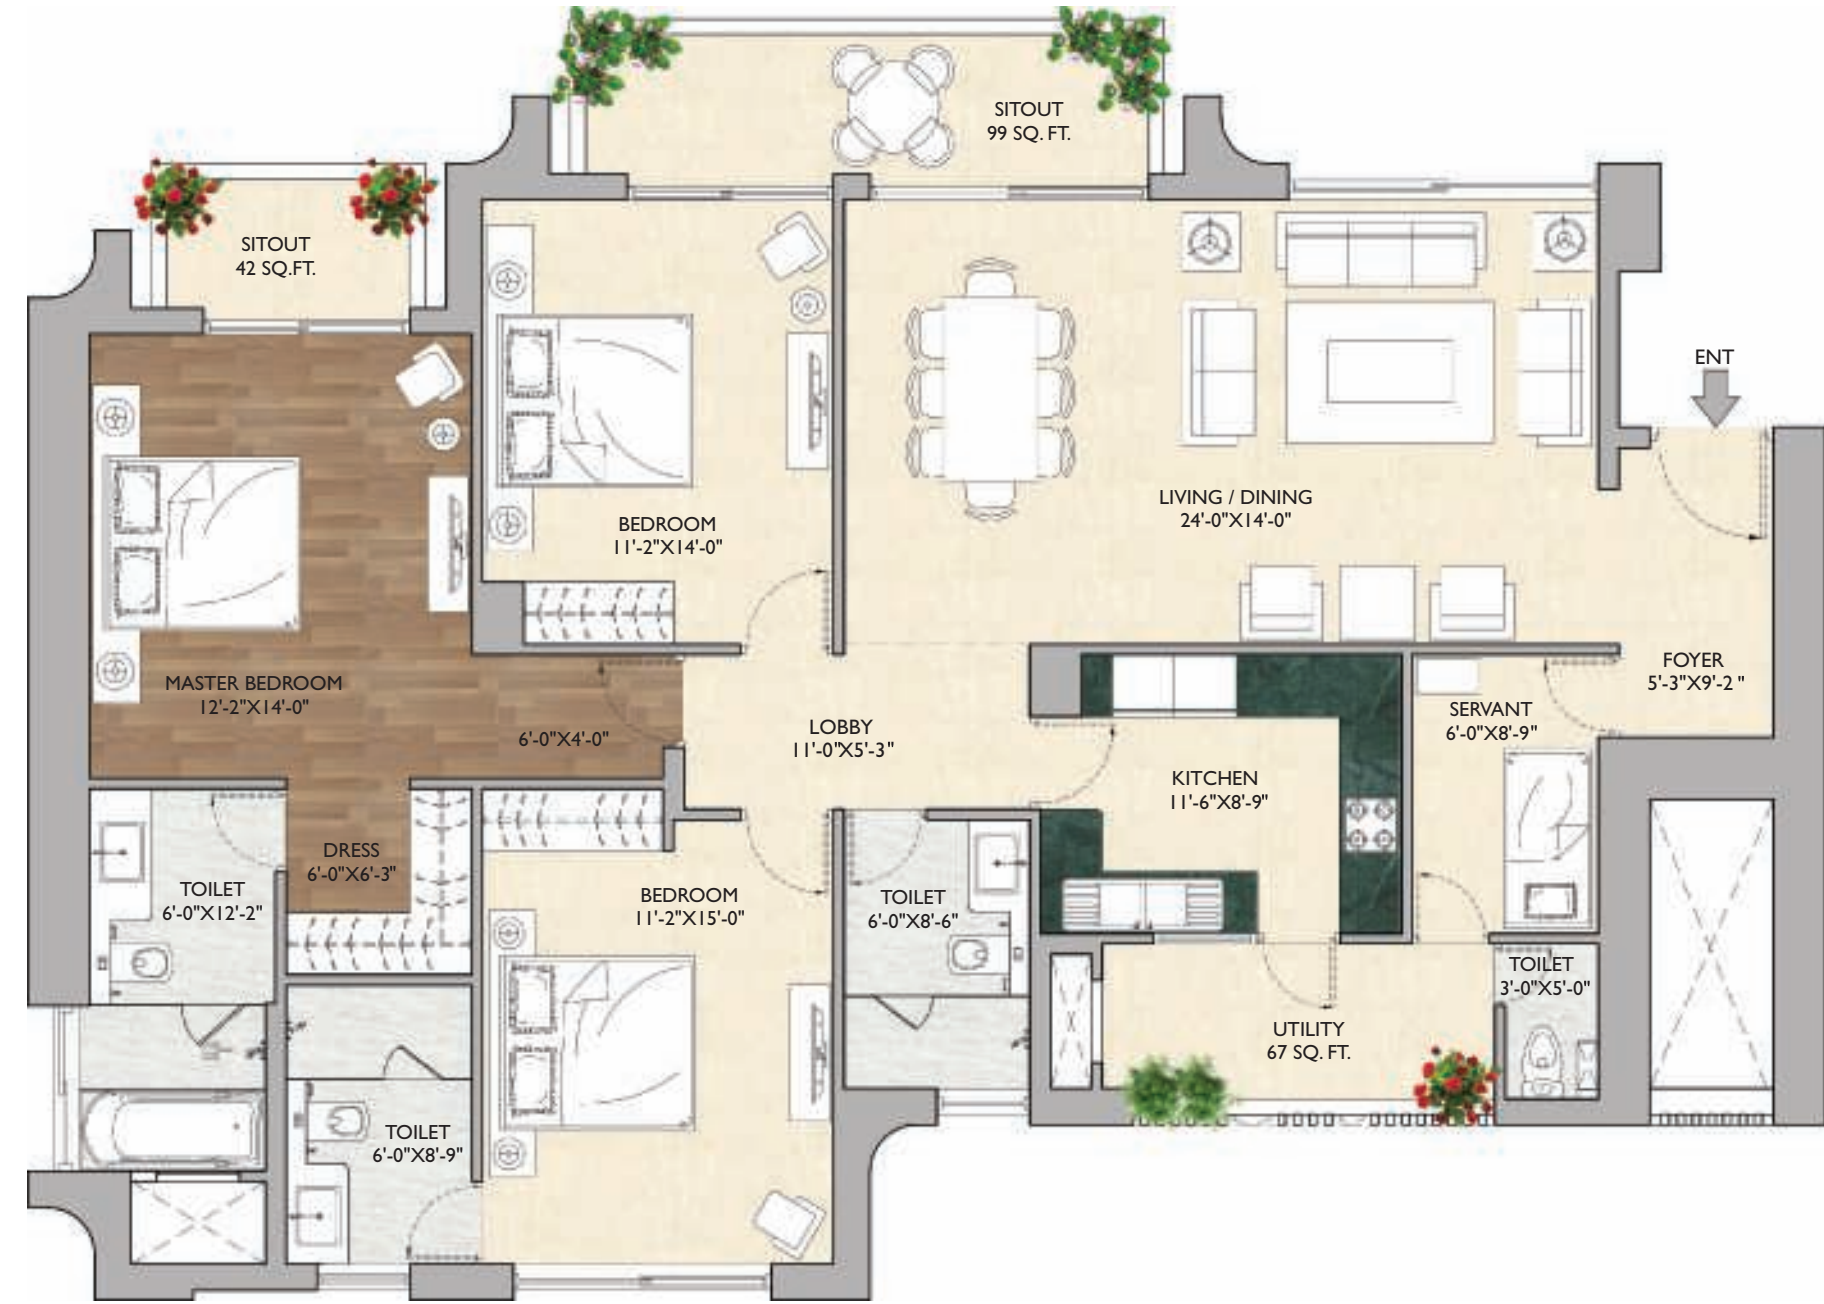 SITOUT
99 SQ. FT.
SITOUT
42 SQ.FT.
ENT
BEDROOM
11'-2"X14'-0"
LIVING / DINING
24'-0"X14'-0"
MASTER BEDROOM
12'-2"X14'-0"
6'-0"X4'-0"
LOBBY
11'-0"X5'-3"
FOYER
5'-3"X9'-2 "
SERVANT
6'-0"X8'-9"
KITCHEN
11'-6"X8'-9"
DRESS
6'-0"X6'-3"
TOILET
6'-0"X12'-2"
BEDROOM
11'-2"X15'-0"
TOILET
6'-0"X8'-6"
TOILET
3'-0"X5'-0"
UTILITY
67 SQ. FT.
TOILET
6'-0"X8'-9"